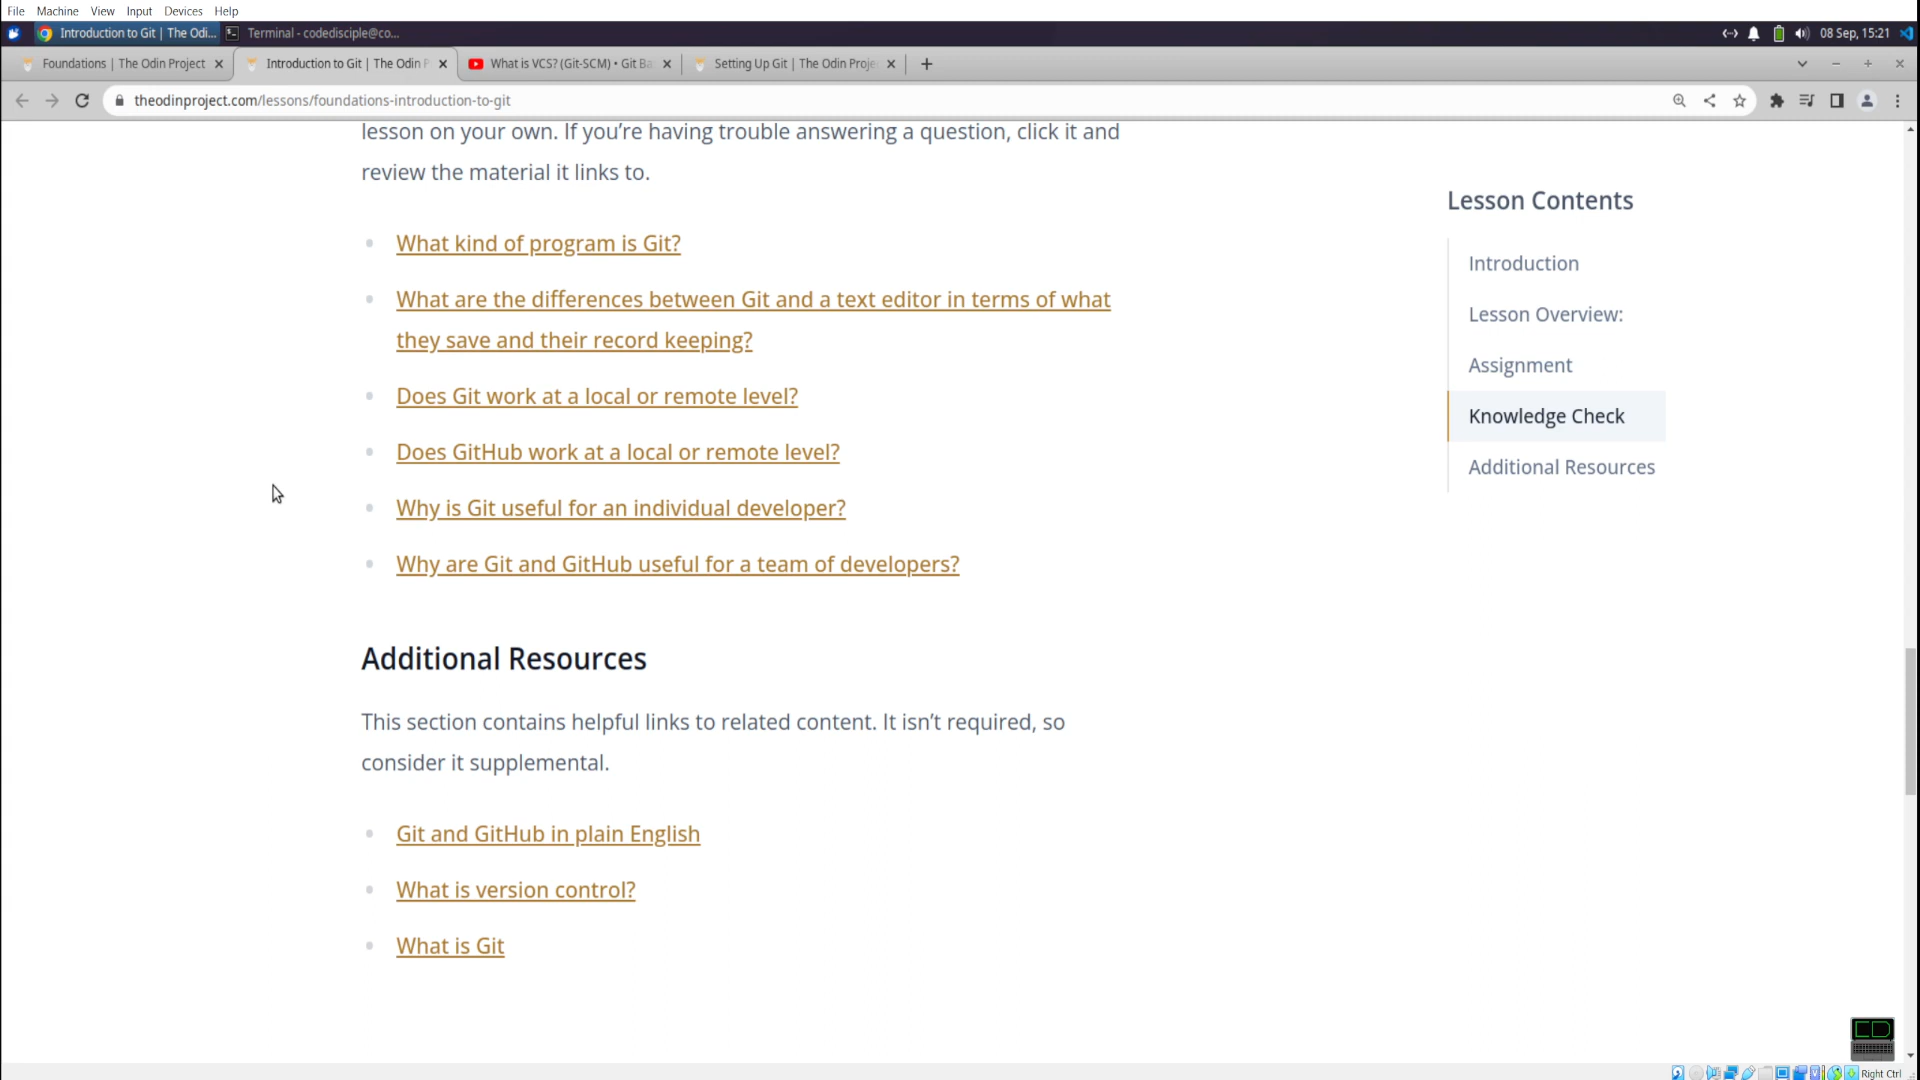 File Machine View Input Devices Help
Introduction to Git | The Odi... Terminal - codedisciple@co... 08 Sep, 15:21
Foundations | The Odin Project Introduction to Git | The Odin P What is VCS? (Git-SCM) • Git Ba Setting Up Git | The Odin Proje
theodinproject.com/lessons/foundations-introduction-to-git
lesson on your own. If you’re having trouble answering a question, click it and
review the material it links to.
What kind of program is Git?
What are the differences between Git and a text editor in terms of what
they save and their record keeping?
Does Git work at a local or remote level?
Does GitHub work at a local or remote level?
Why is Git useful for an individual developer?
Why are Git and GitHub useful for a team of developers?
Additional Resources
This section contains helpful links to related content. It isn’t required, so
consider it supplemental.
Git and GitHub in plain English
What is version control?
What is Git
Lesson Contents
Introduction
Lesson Overview:
Assignment
Knowledge Check
Additional Resources
CD
Right Ctrl